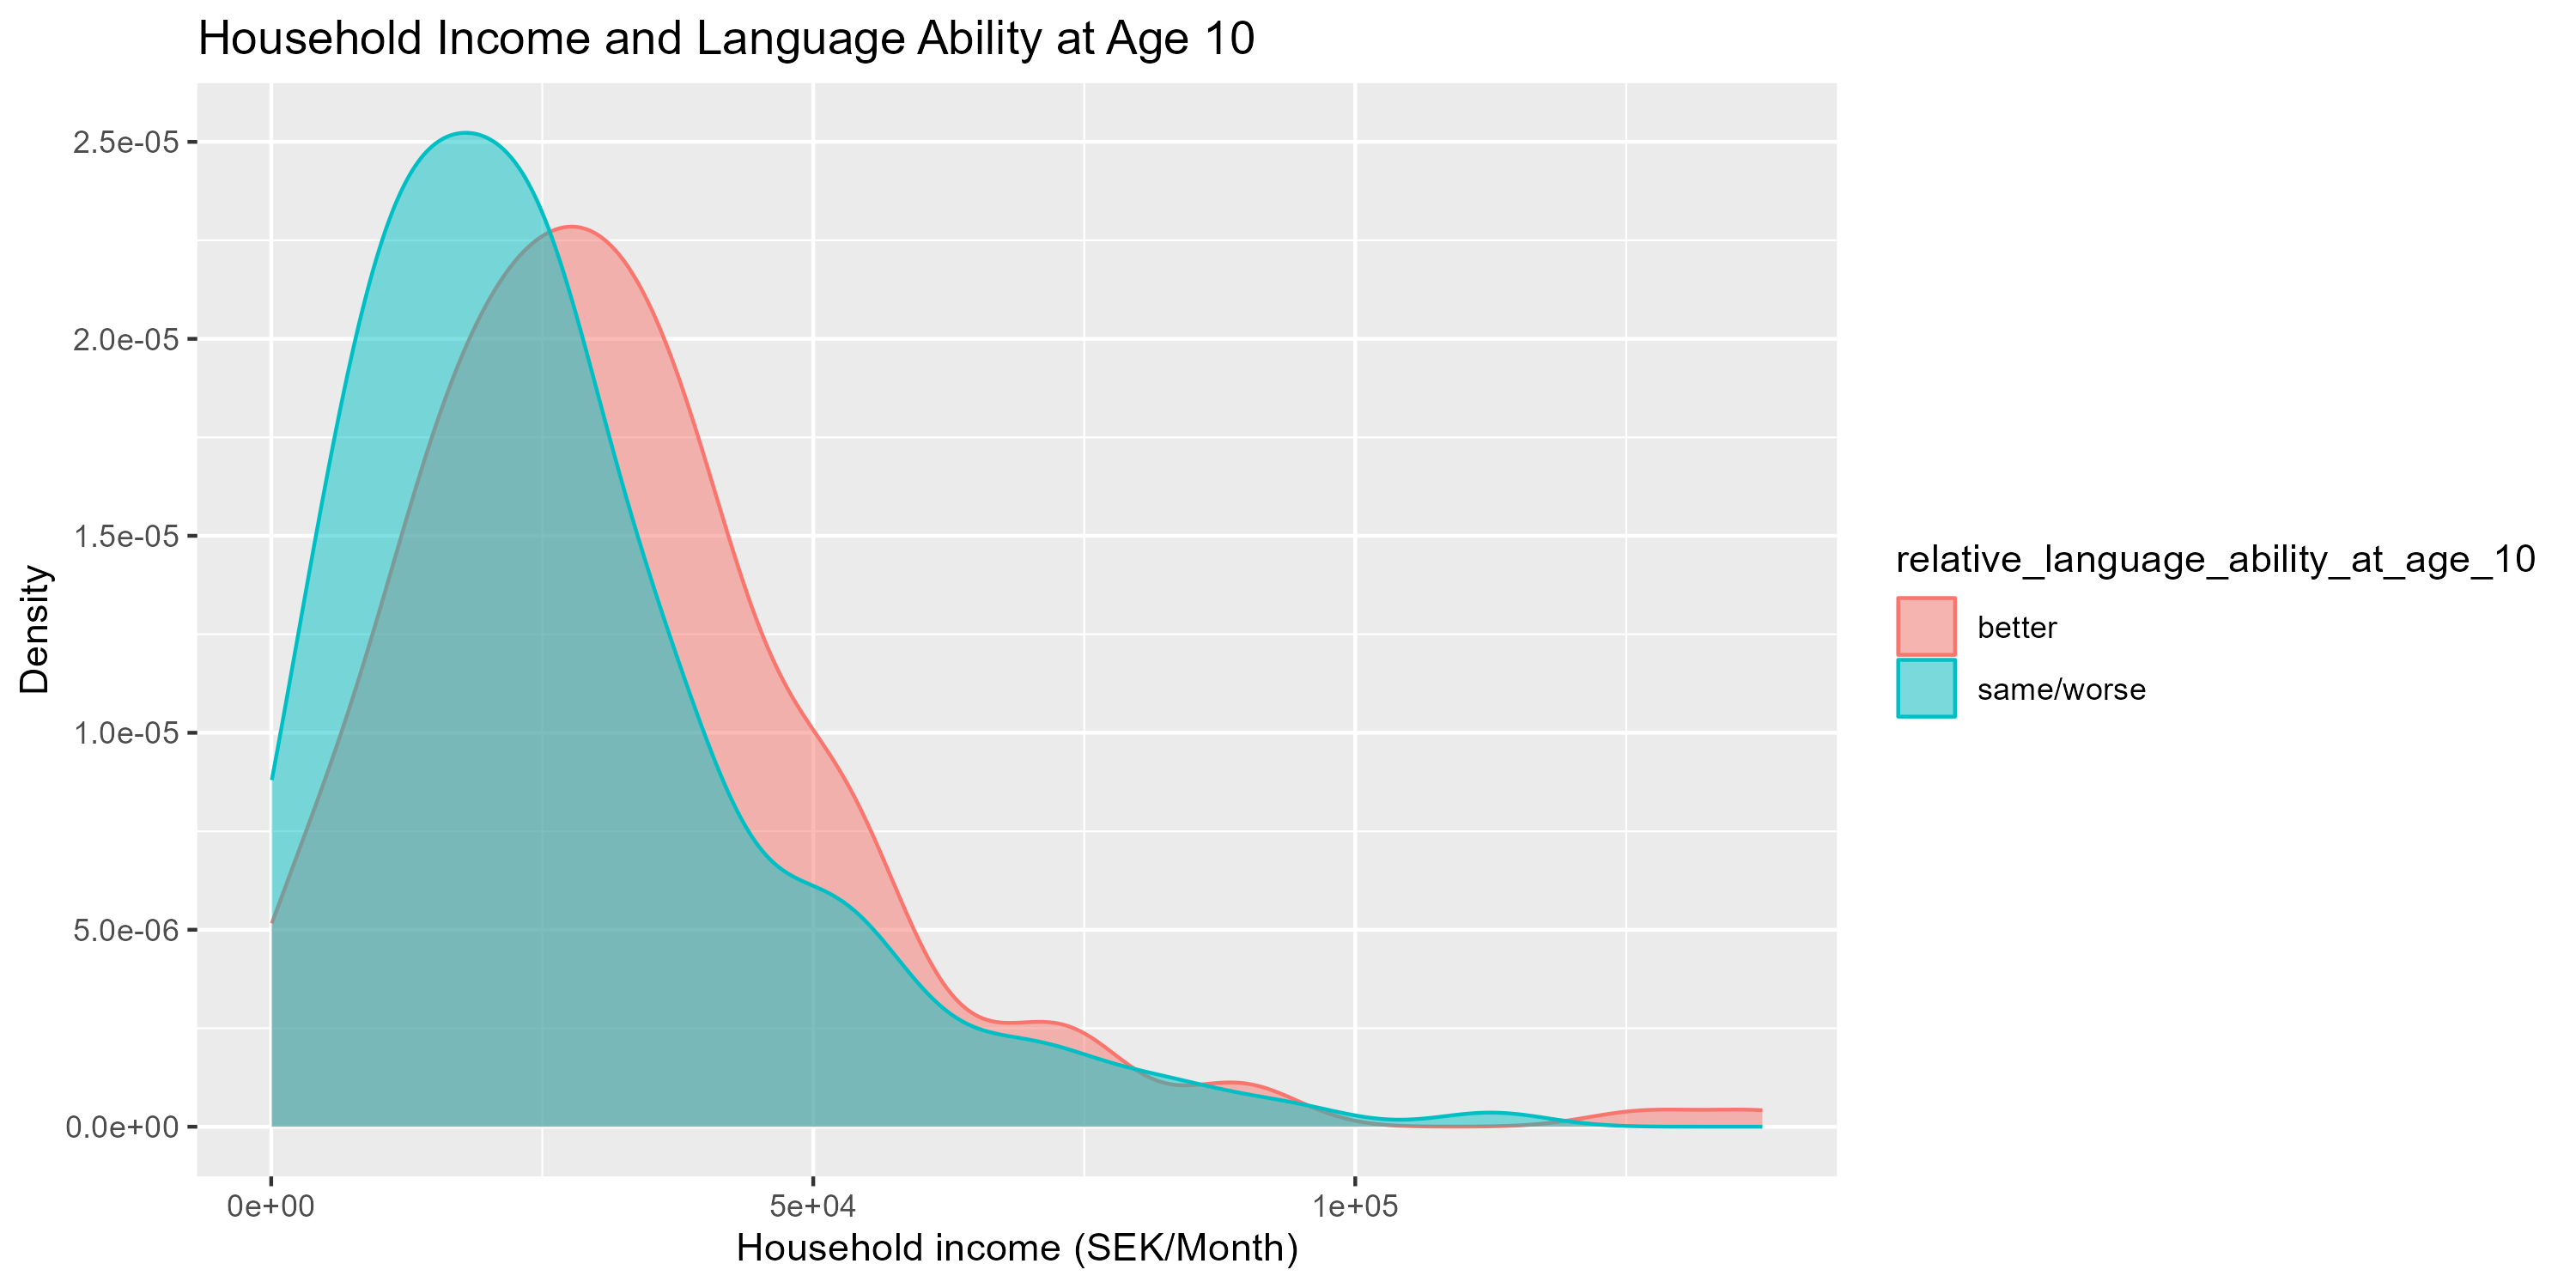 Household Income and Language Ability at Age 10
2.5e-05
2.0e-05
1.5e-05
1.0e-05
5.0e-06
0.0e+00
Density
0e+00 5e+04 1e+05
Household income (SEK/Month)
relative_language_ability_at_age_10
better
same/worse